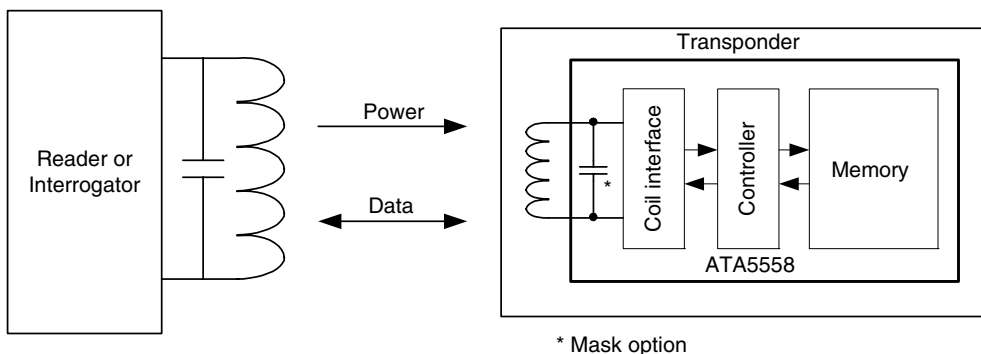 Reader or
Interrogator
Power
Data
Transponder
*
Coil interface
Controller
Memory
ATA5558
* Mask option